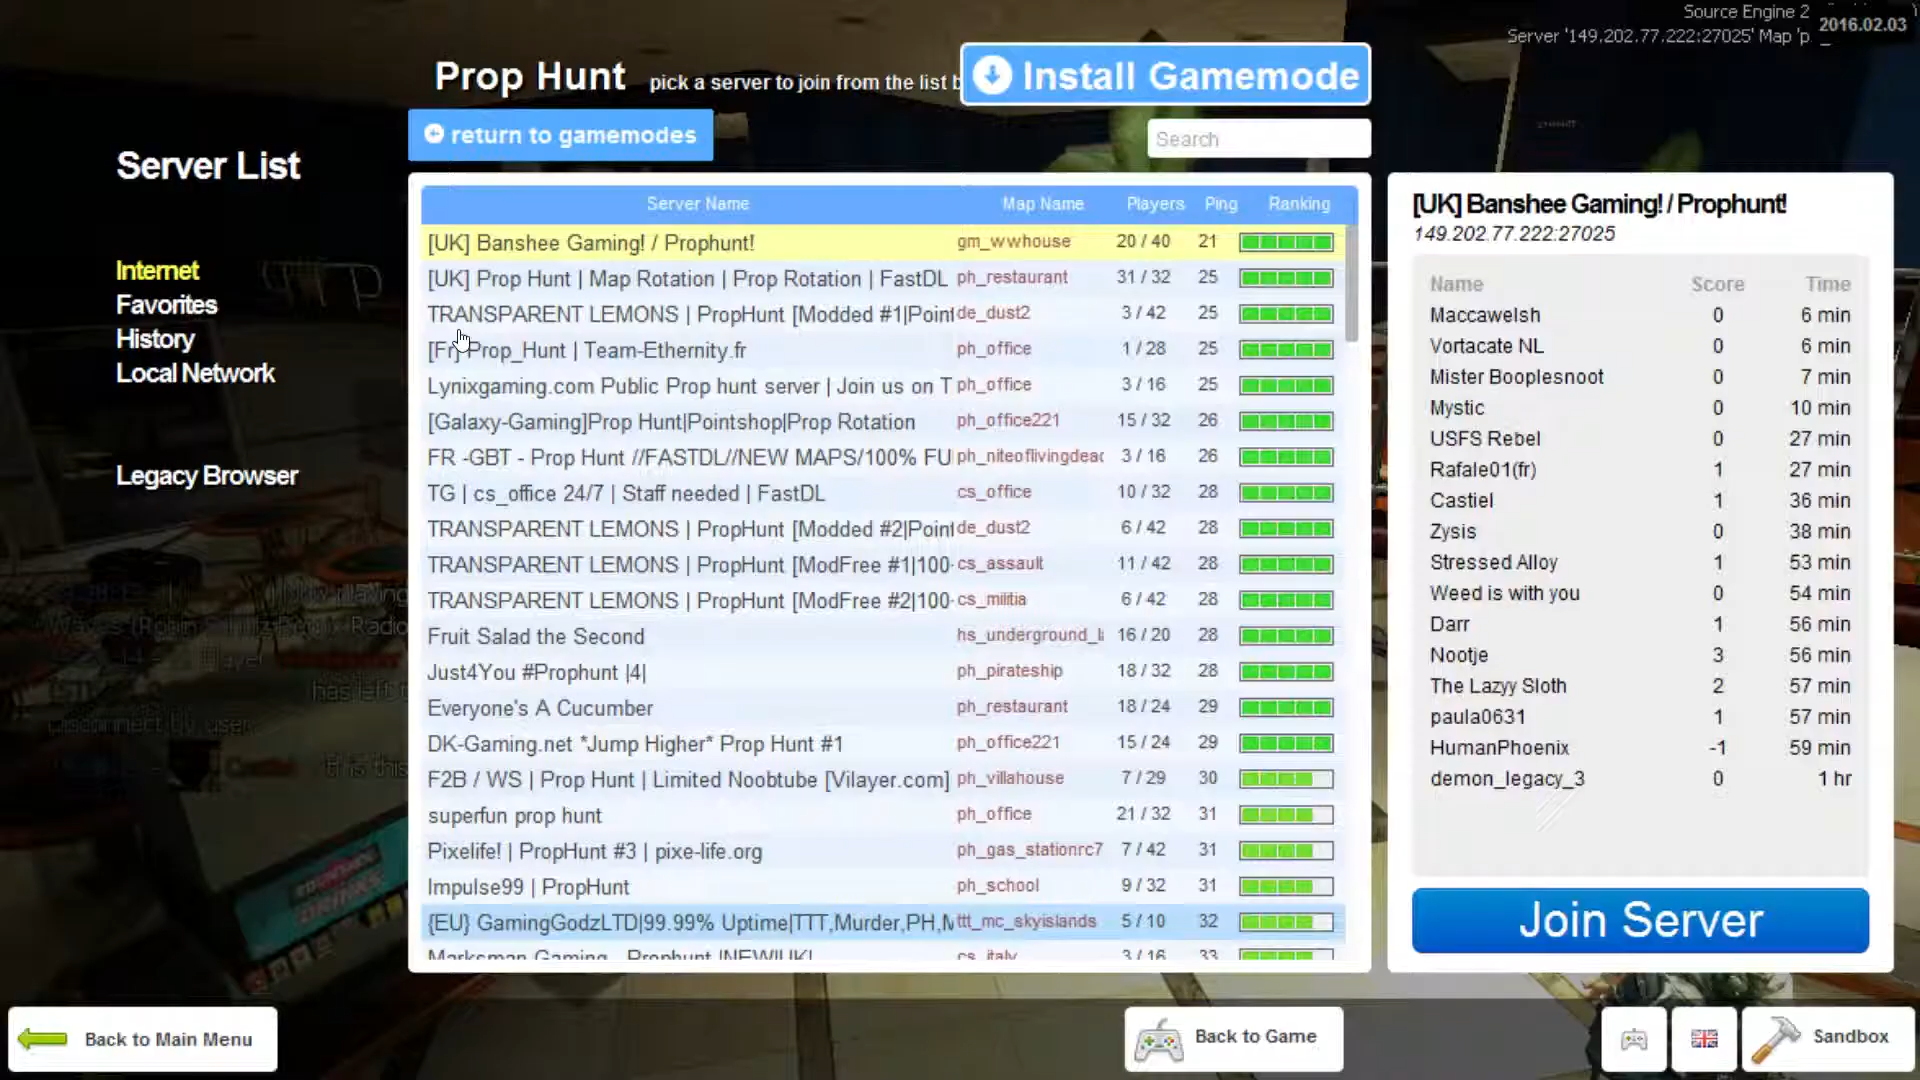 Source Engine 2
2016.02.03
Server '149.202.77.222:27025' Map 'p
Prop Hunt pick a server to join from the list b
Install Gamemode
return to gamemodes
Search
Server List
Internet
Favorites
History
Local Network
Legacy Browser
Server Name Map Name Players Ping Ranking
[UK] Banshee Gaming! / Prophunt! gm_wwhouse 20 / 40 21
[UK] Prop Hunt | Map Rotation | Prop Rotation | FastDL ph_restaurant 31 / 32 25
TRANSPARENT LEMONS | PropHunt [Modded #1|Point de_dust2 3 / 42 25
[Fr] Prop_Hunt | Team-Ethernity.fr ph_office 1 / 28 25
Lynixgaming.com Public Prop hunt server | Join us on T ph_office 3 / 16 25
[Galaxy-Gaming]Prop Hunt|Pointshop|Prop Rotation ph_office221 15 / 32 26
FR -GBT - Prop Hunt //FASTDL//NEW MAPS/100% FU ph_niteoflivingdead 3 / 16 26
TG | cs_office 24/7 | Staff needed | FastDL cs_office 10 / 32 28
TRANSPARENT LEMONS | PropHunt [Modded #2|Point de_dust2 6 / 42 28
TRANSPARENT LEMONS | PropHunt [ModFree #1|100- cs_assault 11 / 42 28
TRANSPARENT LEMONS | PropHunt [ModFree #2|100- cs_militia 6 / 42 28
Fruit Salad the Second hs_underground_l 16 / 20 28
Just4You #Prophunt |4| ph_pirateship 18 / 32 28
Everyone's A Cucumber ph_restaurant 18 / 24 29
DK-Gaming.net *Jump Higher* Prop Hunt #1 ph_office221 15 / 24 29
F2B / WS | Prop Hunt | Limited Noobtube [Vilayer.com] ph_villahouse 7 / 29 30
superfun prop hunt ph_office 21 / 32 31
Pixelife! | PropHunt #3 | pixe-life.org ph_gas_stationrc7 7 / 42 31
Impulse99 | PropHunt ph_school 9 / 32 31
{EU} GamingGodzLTD|99.99% Uptime|TTT,Murder,PH,M ttt_mc_skyislands 5 / 10 32
Marksman Gaming - Prophunt |NEW|UK| cs_italy 3 / 16 33
[UK] Banshee Gaming! / Prophunt!
149.202.77.222:27025
Name Score Time
Maccawelsh 0 6 min
Vortacate NL 0 6 min
Mister Booplesnoot 0 7 min
Mystic 0 10 min
USFS Rebel 0 27 min
Rafale01(fr) 1 27 min
Castiel 1 36 min
Zysis 0 38 min
Stressed Alloy 1 53 min
Weed is with you 0 54 min
Darr 1 56 min
Nootje 3 56 min
The Lazyy Sloth 2 57 min
paula0631 1 57 min
HumanPhoenix -1 59 min
demon_legacy_3 0 1 hr
Join Server
has left
Disconnect by user.
this
Back to Main Menu
Back to Game
Sandbox